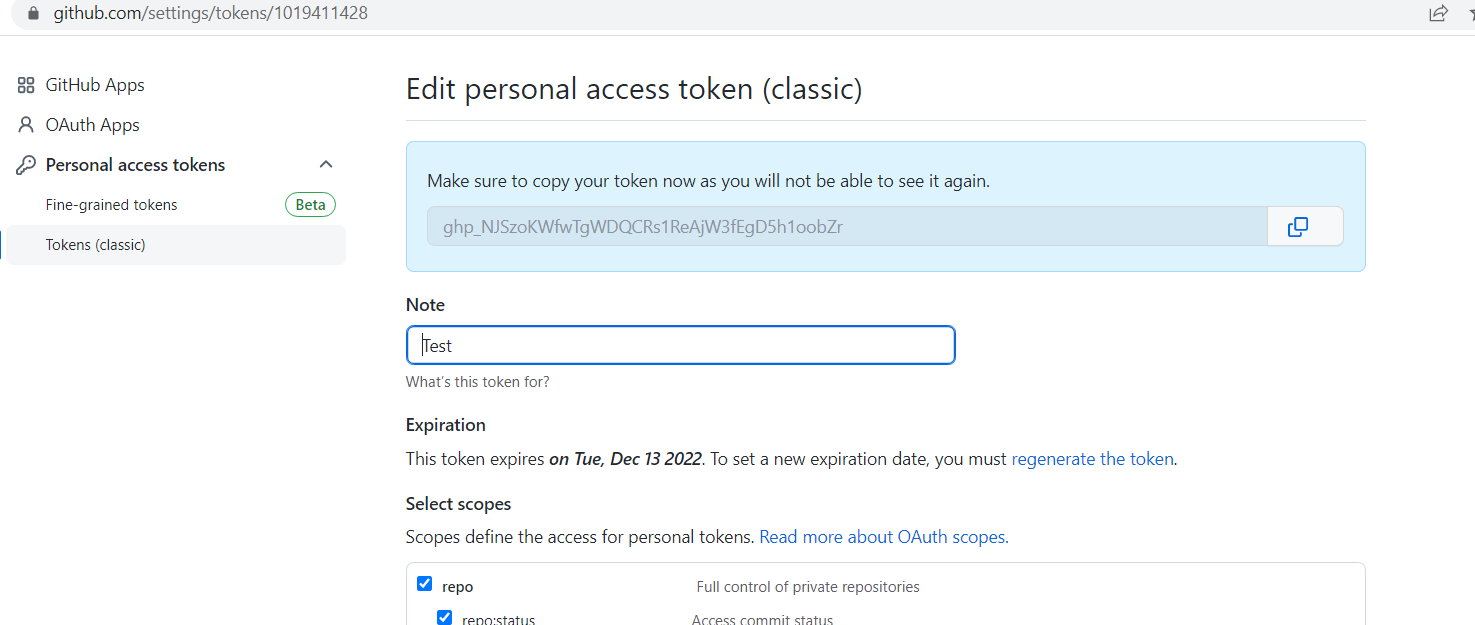 github.com/settings/tokens/1019411428
GitHub Apps
OAuth Apps
Personal access tokens
Fine-grained tokens Beta
Tokens (classic)
Edit personal access token (classic)
Make sure to copy your token now as you will not be able to see it again.
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
Note
Test
What's this token for?
Expiration
This token expires on Tue, Dec 13 2022. To set a new expiration date, you must regenerate the token.
Select scopes
Scopes define the access for personal tokens. Read more about OAuth scopes.
repo Full control of private repositories
repo:status Access commit status